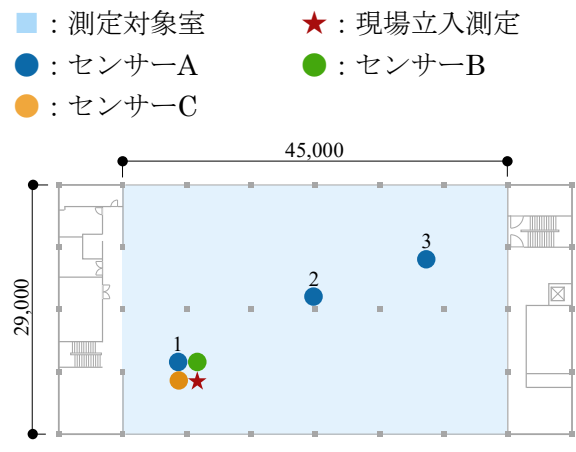 ：測定対象室
：現場立入測定
：センサーA
：センサーB
：センサーC
45,000
3
2
29,000
1